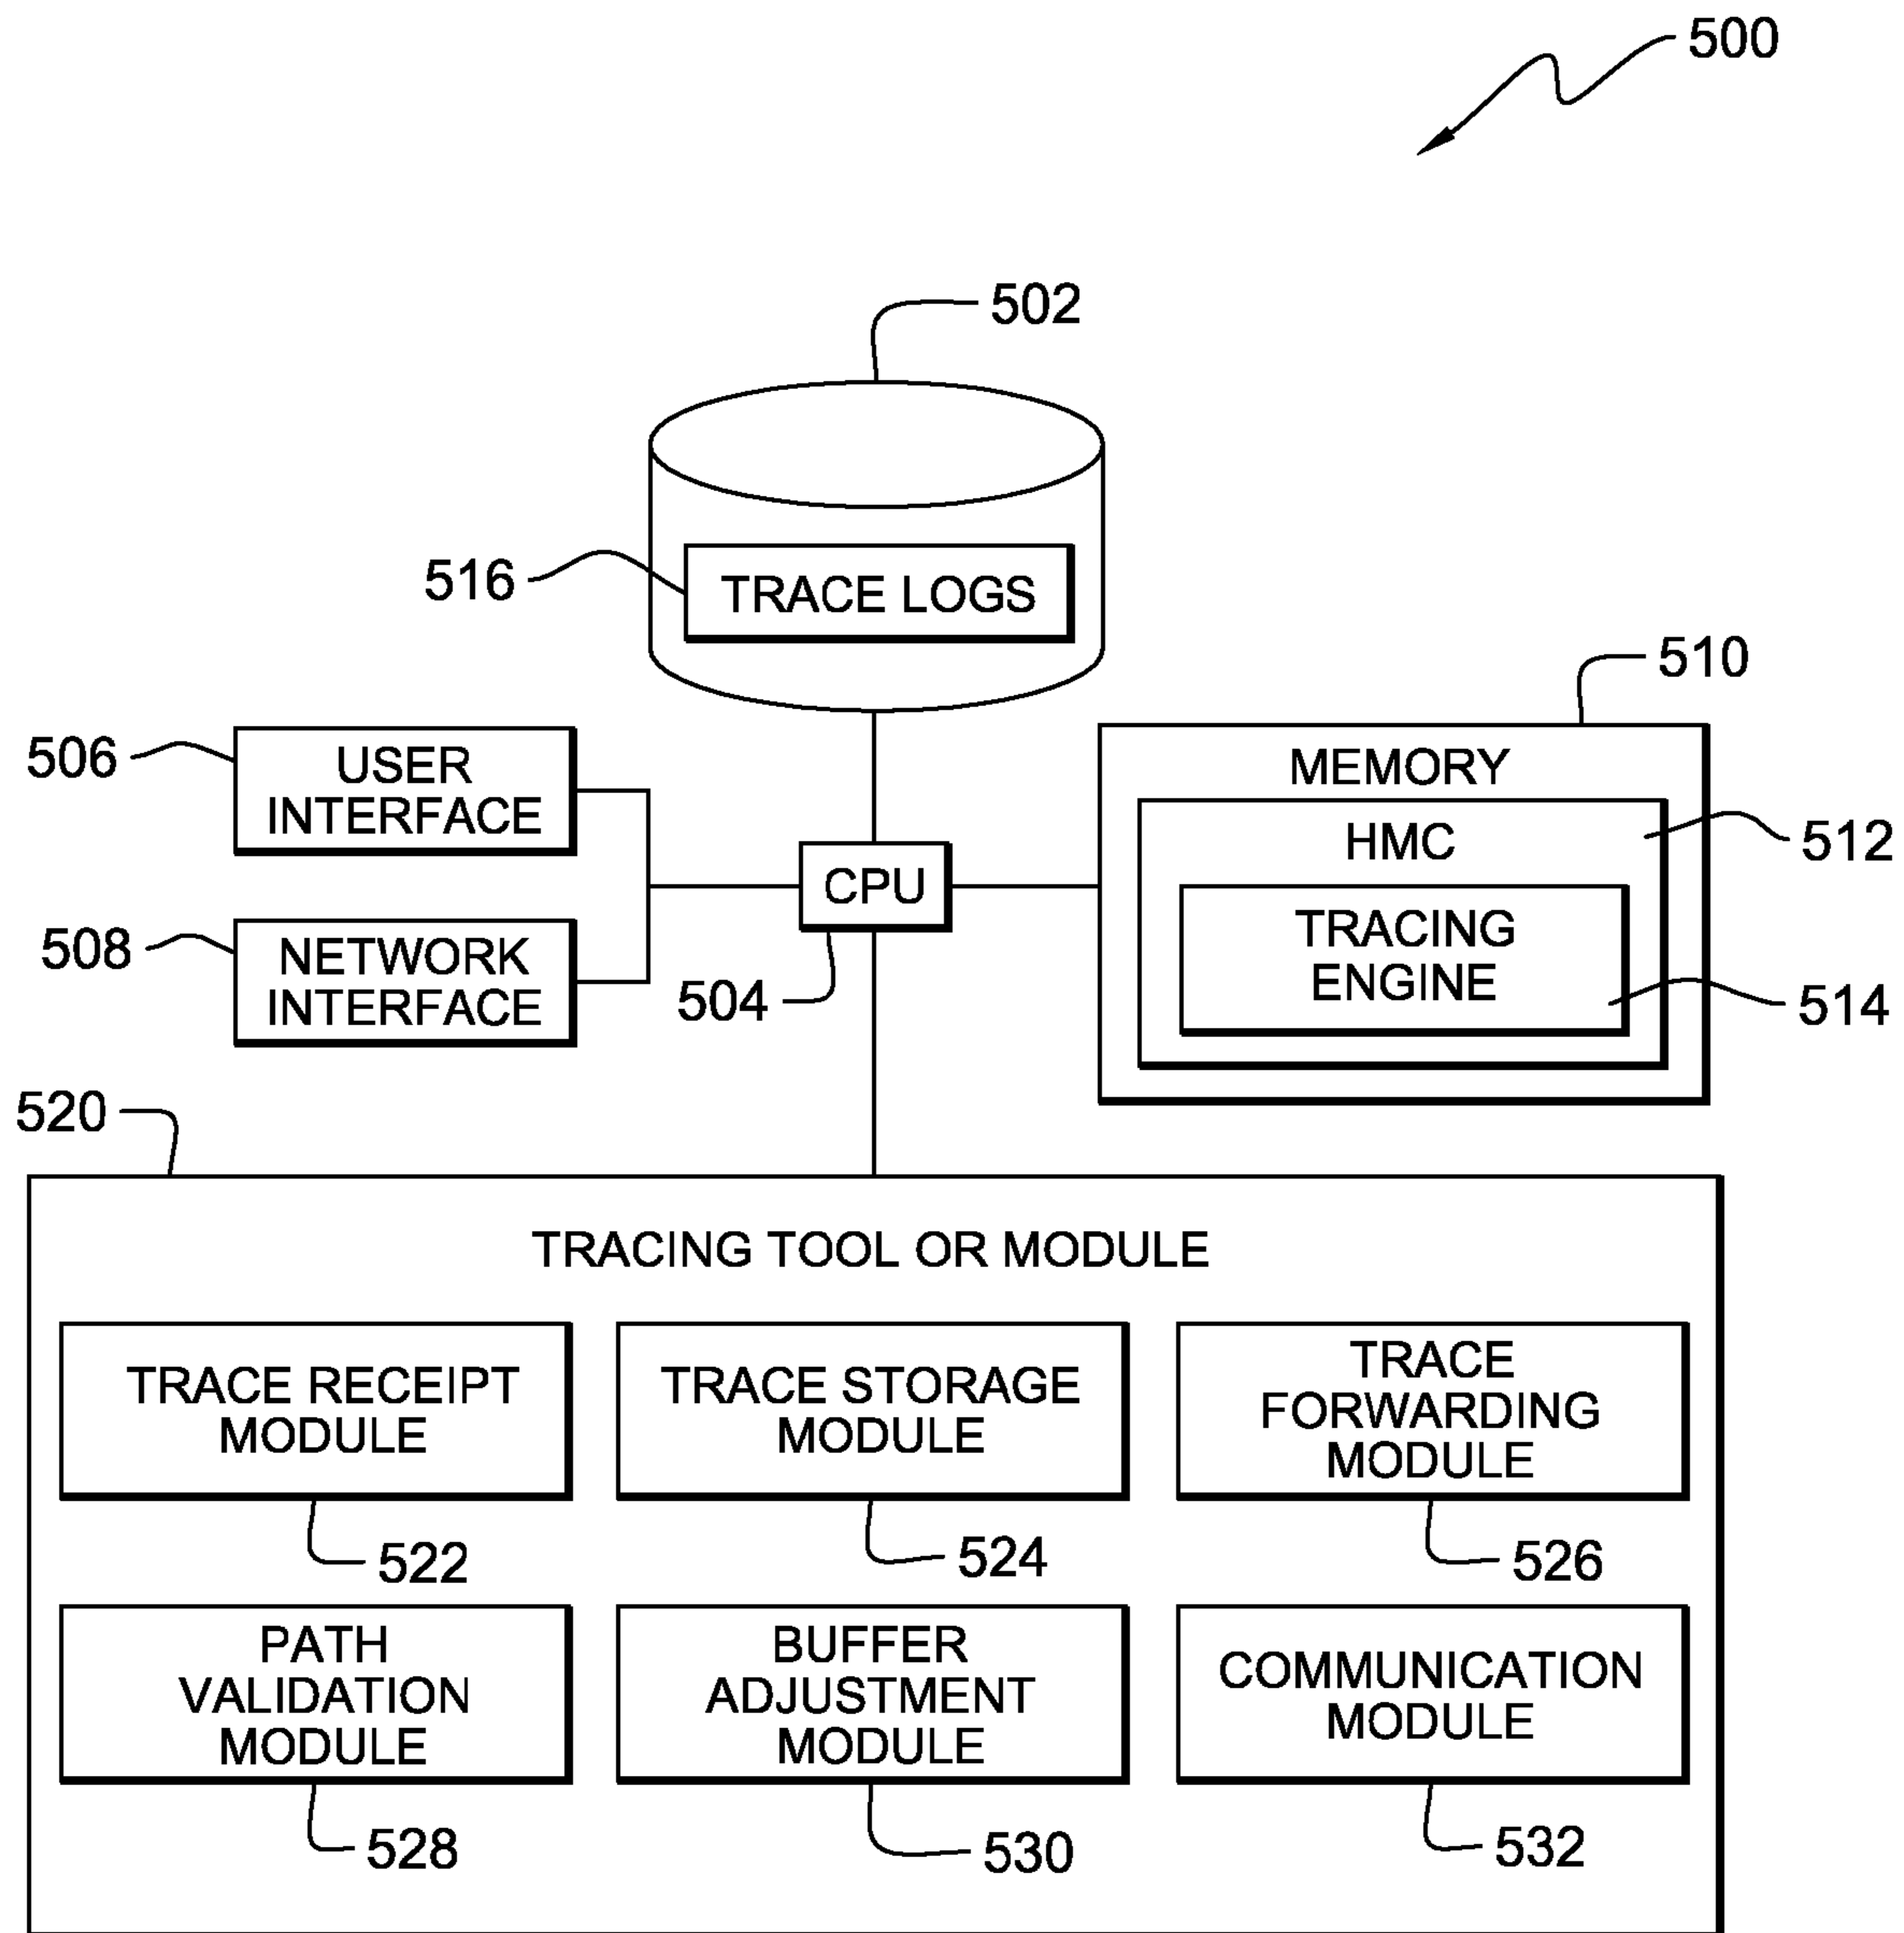 500
502
516
TRACE LOGS
510
506
USER
INTERFACE
MEMORY
HMC
512
CPU
508
NETWORK
INTERFACE
504
TRACING
ENGINE
514
520
TRACING TOOL OR MODULE
TRACE RECEIPT
MODULE
522
TRACE STORAGE
MODULE
524
TRACE
FORWARDING
MODULE
526
PATH
VALIDATION
MODULE
528
BUFFER
ADJUSTMENT
MODULE
530
COMMUNICATION
MODULE
532